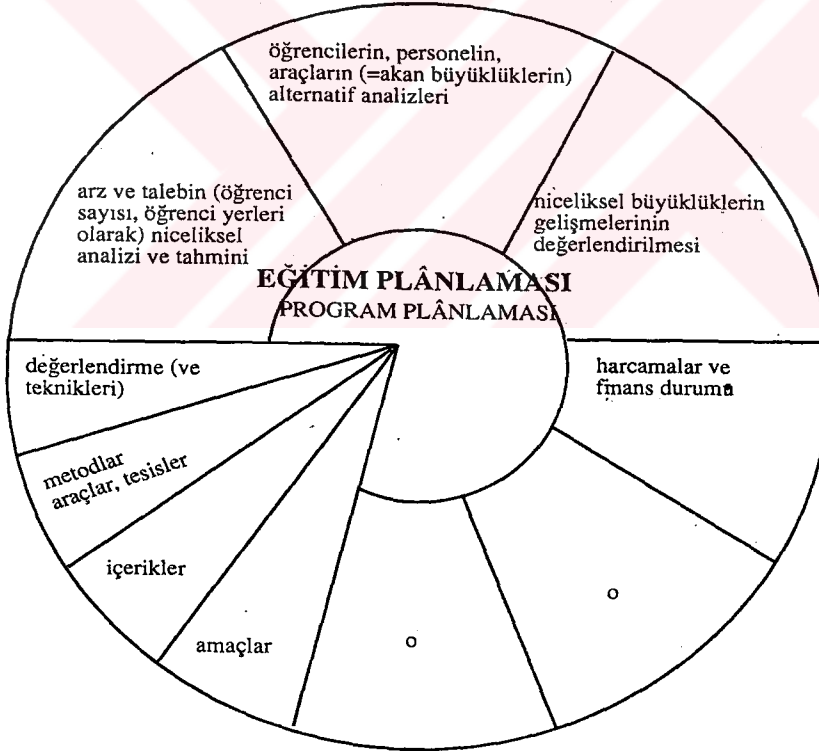 öğrencilerin, personelin,
araçların (=akan büyüklüklerin)
alternatif analizleri
arz ve talebin (öğrenci
sayısı, öğrenci yerleri
olarak) niceliksel
analizi ve tahmini
niceliksel büyüklüklerin
gelişmelerinin
değerlendirilmesi
EĞİTİM PLÂNLAMASI
PROGRAM PLÂNLAMASI
değerlendirme (ve
teknikleri)
harcamalar ve
finans durumu
metodlar
araçlar, tesisler
içerikler
amaçlar
o
o